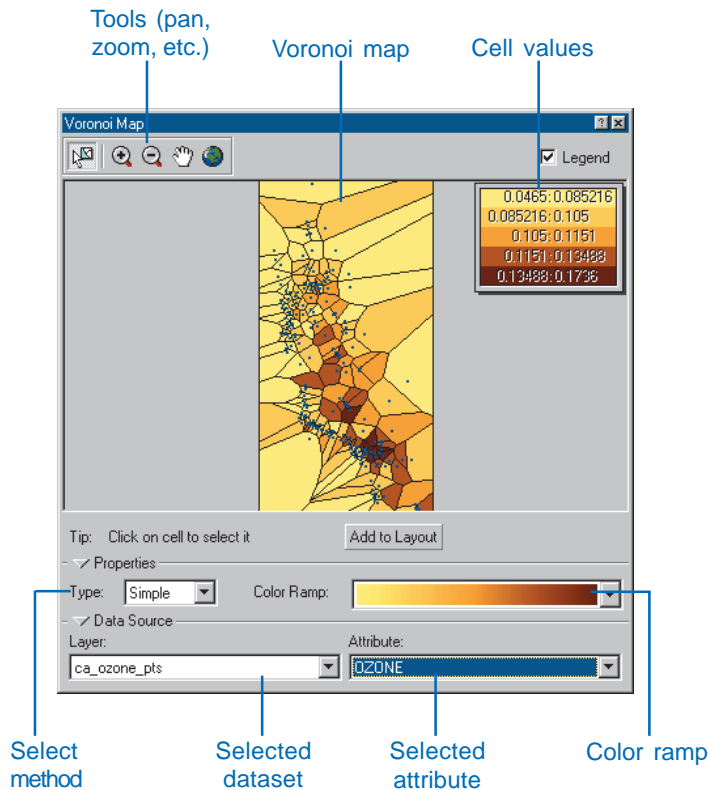 Tools (pan,
zoom, etc.)
Voronoi map
Cell values
Voronoi Map
Legend
0.0465:0.085216
0.085216:0.105
0.105:0.1151
0.1151:0.13488
0.13488:0.1736
Tip: Click on cell to select it
Add to Layout
Properties
Type: Simple
Color Ramp:
Data Source
Layer:
Attribute:
ca_ozone_pts
OZONE
Select
method
Selected
dataset
Selected
attribute
Color ramp